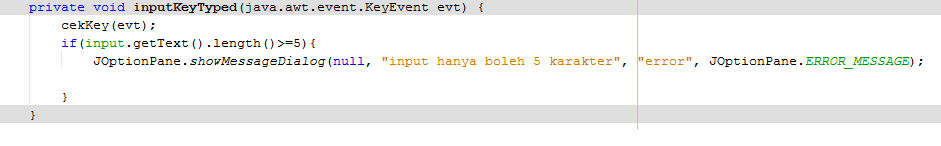 private void inputKeyTyped(java.awt.event.KeyEvent evt) {
cekKey(evt);
if(input.getText().length()>=5){
JOptionPane.showMessageDialog(null, "input hanya boleh 5 karakter", "error", JOptionPane.ERROR_MESSAGE);
}
}